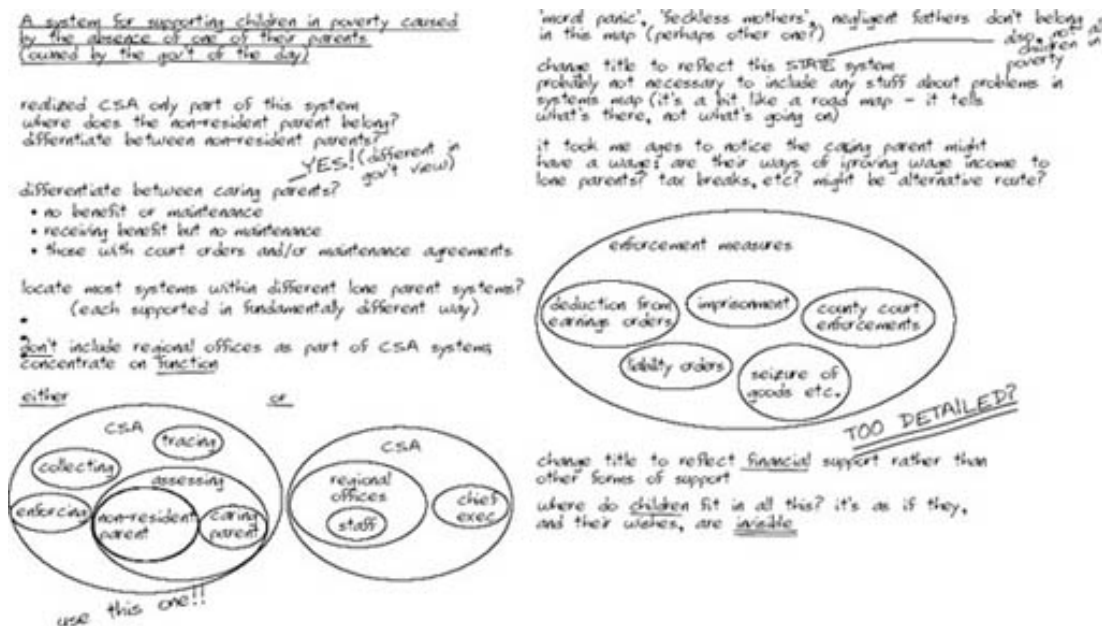 A system for supporting children in poverty caused
by the absence of one of their parents
(owned by the gov't of the day)
realized CSA only part of this system
where does the non-resident parent belong?
differntiate between non-resident parents?
YES! (different in
gov't view)
differentiate between caring parents?
• no benefit or maintenance
• receiving benefit but no maintenance
• those with court orders and/or maintenance agreements
locate most systems within different lone parent systems?
(each supported in fundamentally different way)
•
•
don't include regional offices as part of CSA system;
concentrate on function
either
or
CSA
tracing
collecting
assessing
enforcing
non-resident
parent
caring
parent
use this one!!
CSA
regional
offices
staff
chief
exec
'moral panic', 'feckless mothers', negligent fathers don't belong
in this map (perhaps other one?)
also, not all
children in
poverty
change title to reflect this STATE system
probably not necessary to include any stuff about problems in
systems map (it's a bit like a road map - it tells
what's there, not what's going on)
it took me ages to notice the caring parent might
have a wage; are their ways of iproving wage income to
lone parents? tax breaks, etc? might be alternative route?
enforcement measures
deduction from
earnings orders
imprisonment
county court
enforcements
liability orders
seizure of
goods etc.
TOO DETAILED?
change title to reflect financial support rather than
other forms of support
where do children fit in all this? it's as if they,
and their wishes, are invisible